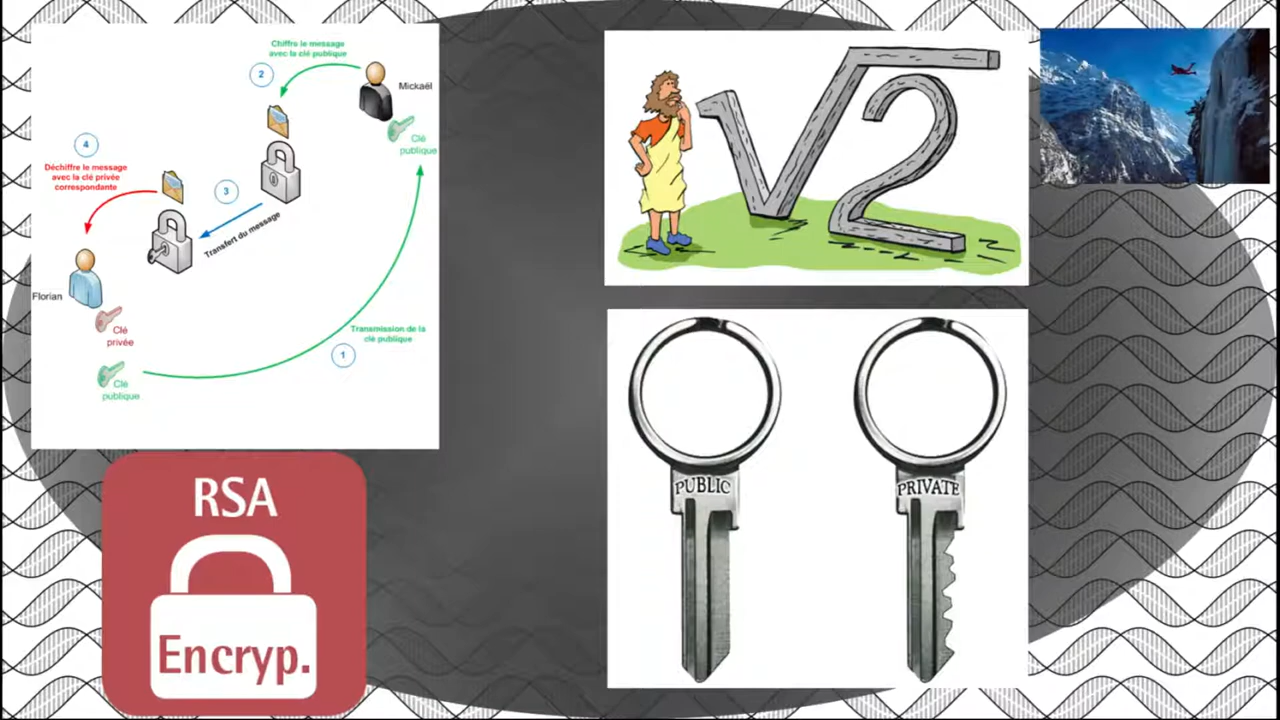 Chiffre le message
avec la clé publique
2
Mickaël
Clé
publique
4
Déchiffre le message
avec la clé privée
correspondante
3
Transfert du message
Florian
Clé
privée
Transmission de la
clé publique
1
Clé
publique
√2
PUBLIC
PRIVATE
RSA
Encryp.